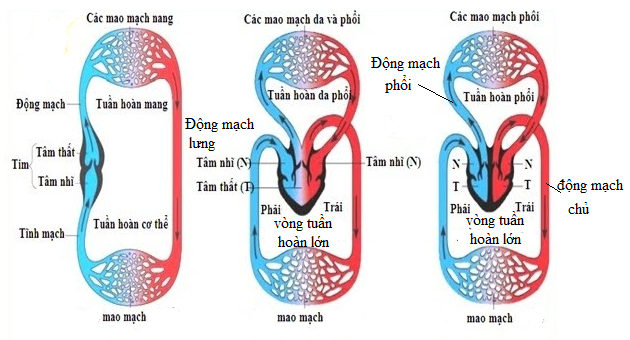 Các mao mạch nang
Động mạch
Tuần hoàn mang
Tim
Tâm thất
Tâm nhĩ
Tuần hoàn cơ thể
Tình mạch
mao mạch
Các mao mạch da và phổi
Tuần hoàn da phổi
Động mạch
lưng
Tâm nhĩ (N)
Tâm nhĩ (N)
Tâm thất (T)
Phải
Trái
vòng tuần
hoàn lớn
mao mạch
Các mao mạch phổi
Động mạch
phổi
Tuần hoàn phổi
N
N
T
T
động mạch
chủ
Phải
Trái
vòng tuần
hoàn lớn
mao mạch